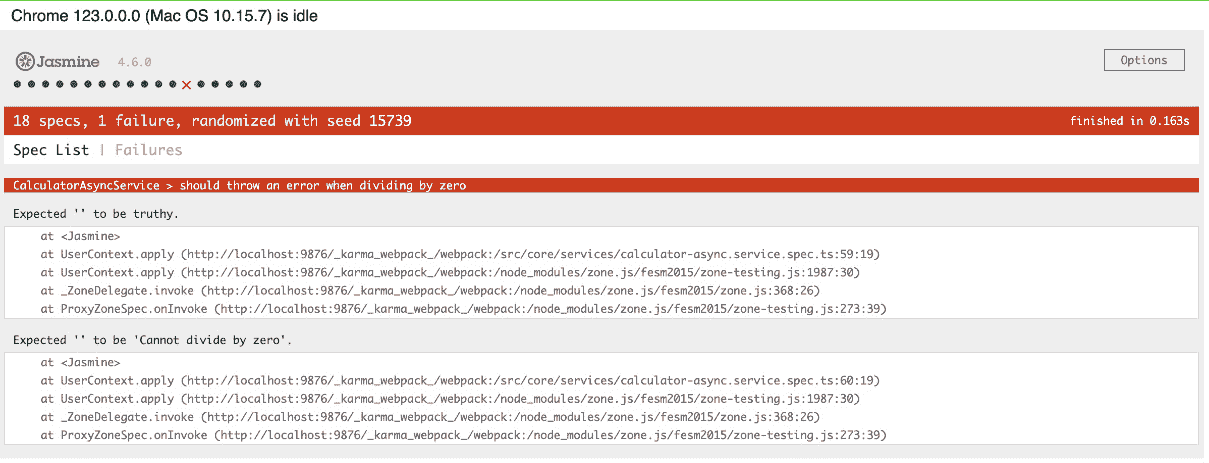 Chrome 123.0.0.0 (Mac OS 10.15.7) is idle
Jasmine 4.6.0 Options
18 specs, 1 failure, randomized with seed 15739 finished in 0.163s
Spec List | Failures
CalculatorAsyncService > should throw an error when dividing by zero
Expected '' to be truthy.
at <Jasmine>
at UserContext.apply (http://localhost:9876/_karma_webpack_/webpack:/src/core/services/calculator-async.service.spec.ts:59:19)
at UserContext.apply (http://localhost:9876/_karma_webpack_/webpack:/node_modules/zone.js/fesm2015/zone-testing.js:1987:30)
at _ZoneDelegate.invoke (http://localhost:9876/_karma_webpack_/webpack:/node_modules/zone.js/fesm2015/zone.js:368:26)
at ProxyZoneSpec.onInvoke (http://localhost:9876/_karma_webpack_/webpack:/node_modules/zone.js/fesm2015/zone-testing.js:273:39)
Expected '' to be 'Cannot divide by zero'.
at <Jasmine>
at UserContext.apply (http://localhost:9876/_karma_webpack_/webpack:/src/core/services/calculator-async.service.spec.ts:60:19)
at UserContext.apply (http://localhost:9876/_karma_webpack_/webpack:/node_modules/zone.js/fesm2015/zone-testing.js:1987:30)
at _ZoneDelegate.invoke (http://localhost:9876/_karma_webpack_/webpack:/node_modules/zone.js/fesm2015/zone.js:368:26)
at ProxyZoneSpec.onInvoke (http://localhost:9876/_karma_webpack_/webpack:/node_modules/zone.js/fesm2015/zone-testing.js:273:39)